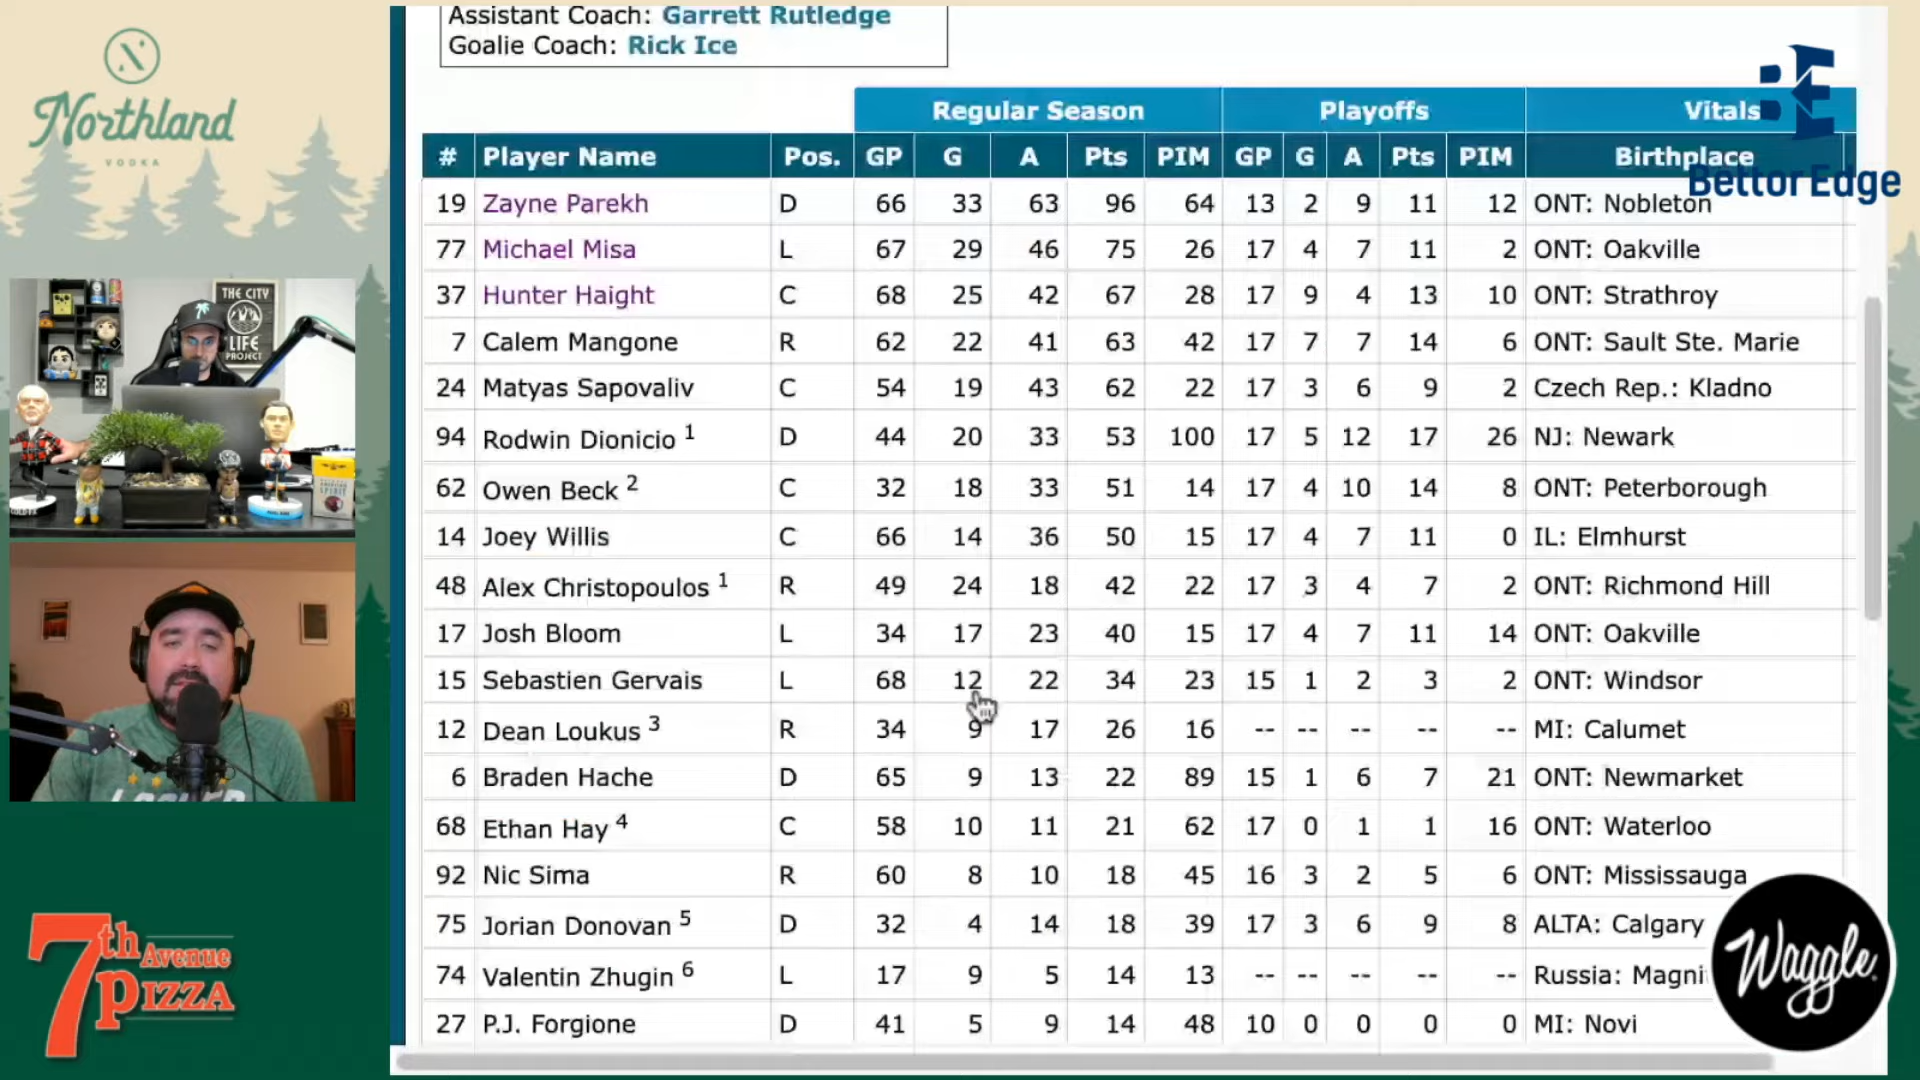 Assistant Coach: Garrett Rutledge
Goalie Coach: Rick Ice
Northland
VODKA
BE
BettorEdge
Regular Season Playoffs Vitals
# Player Name Pos. GP G A Pts PIM GP G A Pts PIM Birthplace
19 Zayne Parekh D 66 33 63 96 64 13 2 9 11 12 ONT: Nobleton
77 Michael Misa L 67 29 46 75 26 17 4 7 11 2 ONT: Oakville
37 Hunter Haight C 68 25 42 67 28 17 9 4 13 10 ONT: Strathroy
7 Calem Mangone R 62 22 41 63 42 17 7 7 14 6 ONT: Sault Ste. Marie
24 Matyas Sapovaliv C 54 19 43 62 22 17 3 6 9 2 Czech Rep.: Kladno
94 Rodwin Dionicio 1 D 44 20 33 53 100 17 5 12 17 26 NJ: Newark
62 Owen Beck 2 C 32 18 33 51 14 17 4 10 14 8 ONT: Peterborough
14 Joey Willis C 66 14 36 50 15 17 4 7 11 0 IL: Elmhurst
48 Alex Christopoulos 1 R 49 24 18 42 22 17 3 4 7 2 ONT: Richmond Hill
17 Josh Bloom L 34 17 23 40 15 17 4 7 11 14 ONT: Oakville
15 Sebastien Gervais L 68 12 22 34 23 15 1 2 3 2 ONT: Windsor
12 Dean Loukus 3 R 34 9 17 26 16 -- -- -- -- -- MI: Calumet
6 Braden Hache D 65 9 13 22 89 15 1 6 7 21 ONT: Newmarket
68 Ethan Hay 4 C 58 10 11 21 62 17 0 1 1 16 ONT: Waterloo
92 Nic Sima R 60 8 10 18 45 16 3 2 5 6 ONT: Mississauga
75 Jorian Donovan 5 D 32 4 14 18 39 17 3 6 9 8 ALTA: Calgary
74 Valentin Zhugin 6 L 17 9 5 14 13 -- -- -- -- -- Russia: Magni
27 P.J. Forgione D 41 5 9 14 48 10 0 0 0 0 MI: Novi
THE CITY
LIFE
PROJECT
7th Avenue
PIZZA
Waggle